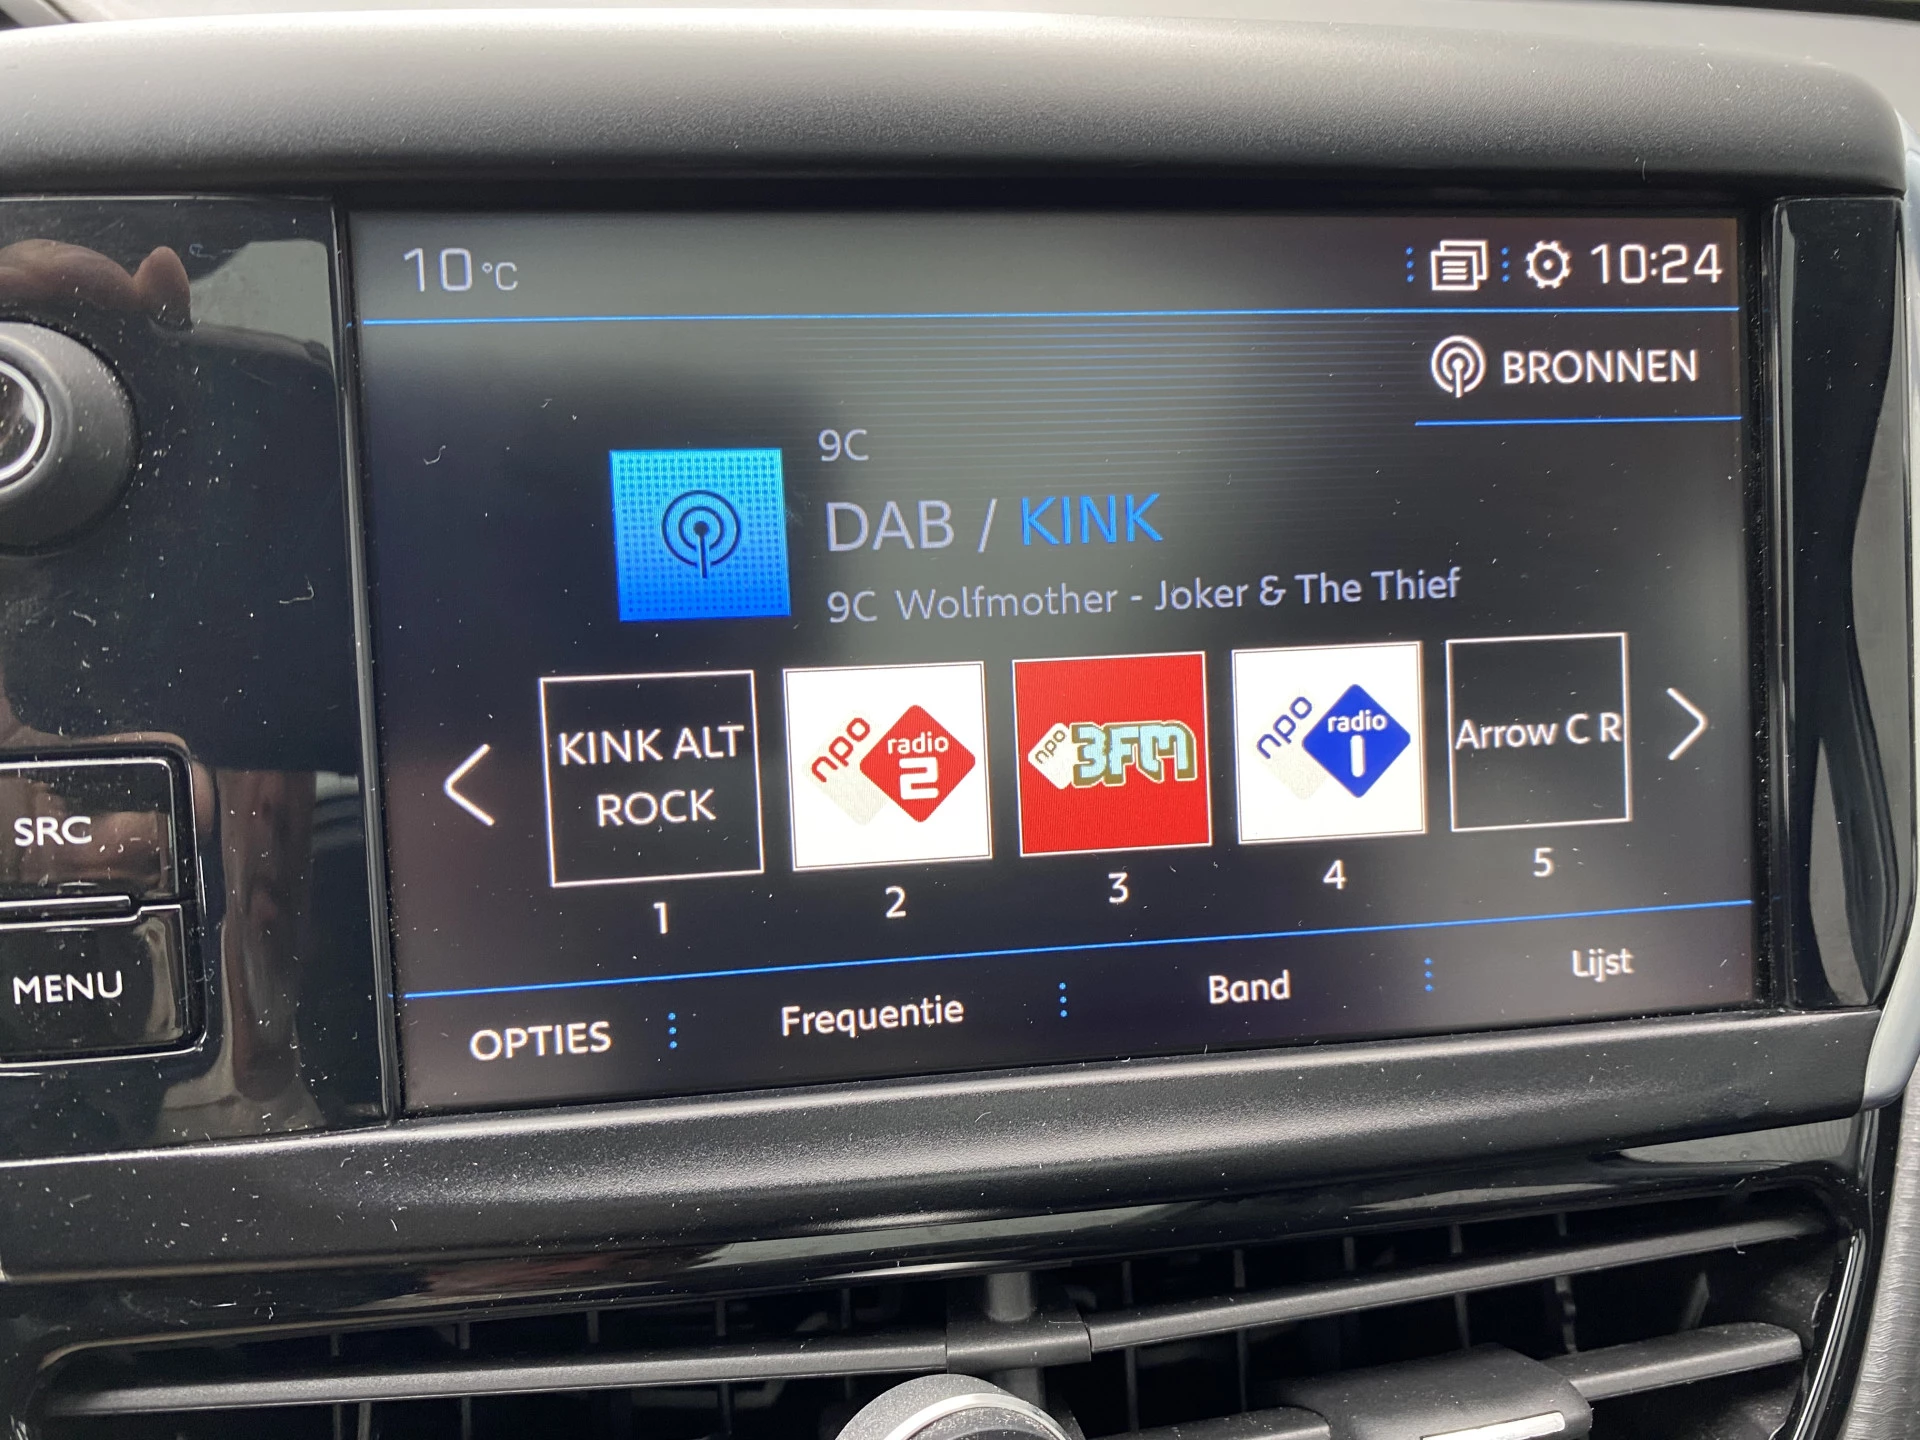 10 °C
10:24
BRONNEN
9C
DAB / KINK
9C Wolfmother - Joker & The Thief
KINK ALT
ROCK
npo
radio
2
npo
3FM
npo
radio
1
Arrow C R
1
2
3
4
5
SRC
MENU
OPTIES
Frequentie
Band
Lijst